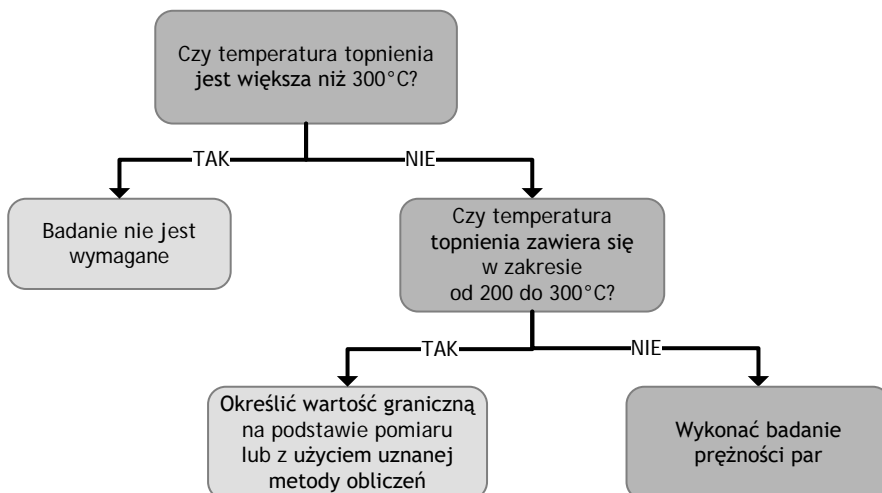 Czy temperatura topnienia
jest większa niż 300°C?
TAK
NIE
Badanie nie jest
wymagane
Czy temperatura
topnienia zawiera się
w zakresie
od 200 do 300°C?
TAK
NIE
Określić wartość graniczną
na podstawie pomiaru
lub z użyciem uznanej
metody obliczeń
Wykonać badanie
prężności par